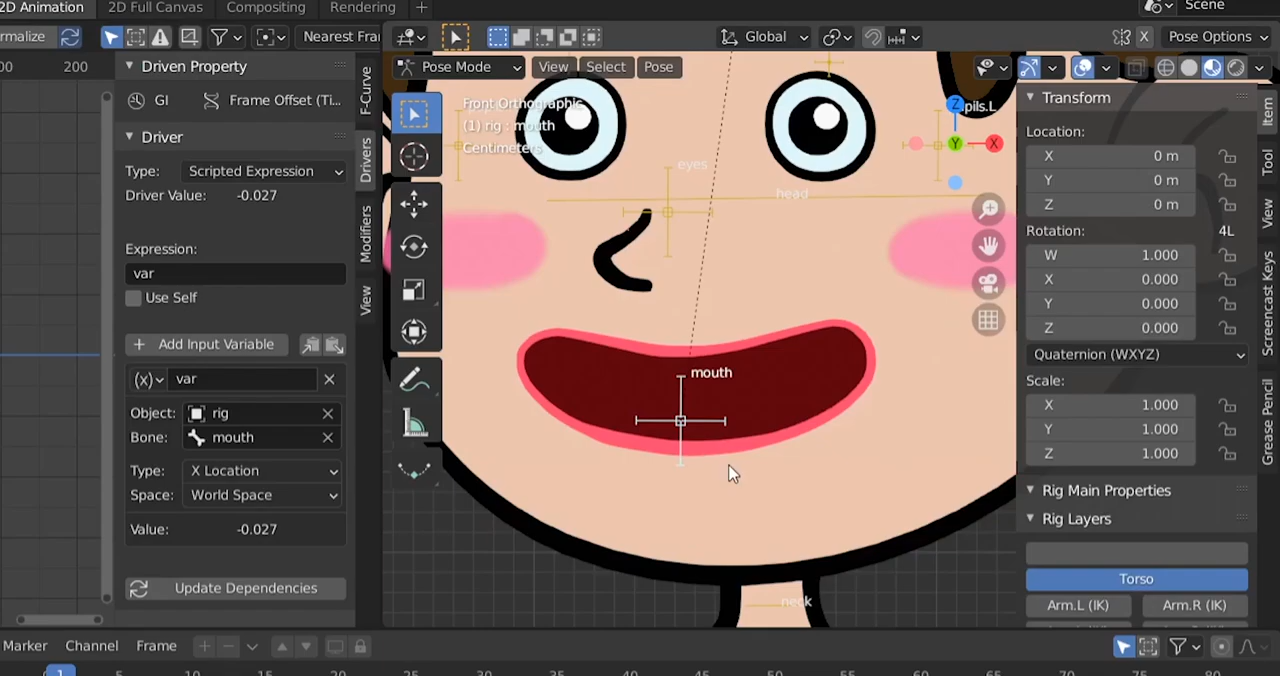 2D Animation 2D Full Canvas Compositing Rendering + Scene
rmalize Nearest Fra Global Pose Options
00 200
Driven Property
GI Frame Offset (Ti...
Driver
Type: Scripted Expression
Driver Value: -0.027
Expression:
var
Use Self
+ Add Input Variable
(x) var
Object: rig
Bone: mouth
Type: X Location
Space: World Space
Value: -0.027
Update Dependencies
F-Curve
Drivers
Modifiers
View
Pose Mode View Select Pose
Front Orthographic
(1) rig : mouth
Centimeters
pils.L
Z
Y
X
eyes
head
mouth
neck
Transform
Location:
X 0 m
Y 0 m
Z 0 m
Rotation: 4L
W 1.000
X 0.000
Y 0.000
Z 0.000
Quaternion (WXYZ)
Scale:
X 1.000
Y 1.000
Z 1.000
Rig Main Properties
Rig Layers
Torso
Arm.L (IK) Arm.R (IK)
Item
Tool
View
Screencast Keys
Grease Pencil
Marker Channel Frame
1 5 10 15 20 25 30 35 40 45 50 55 60 65 70 75 80